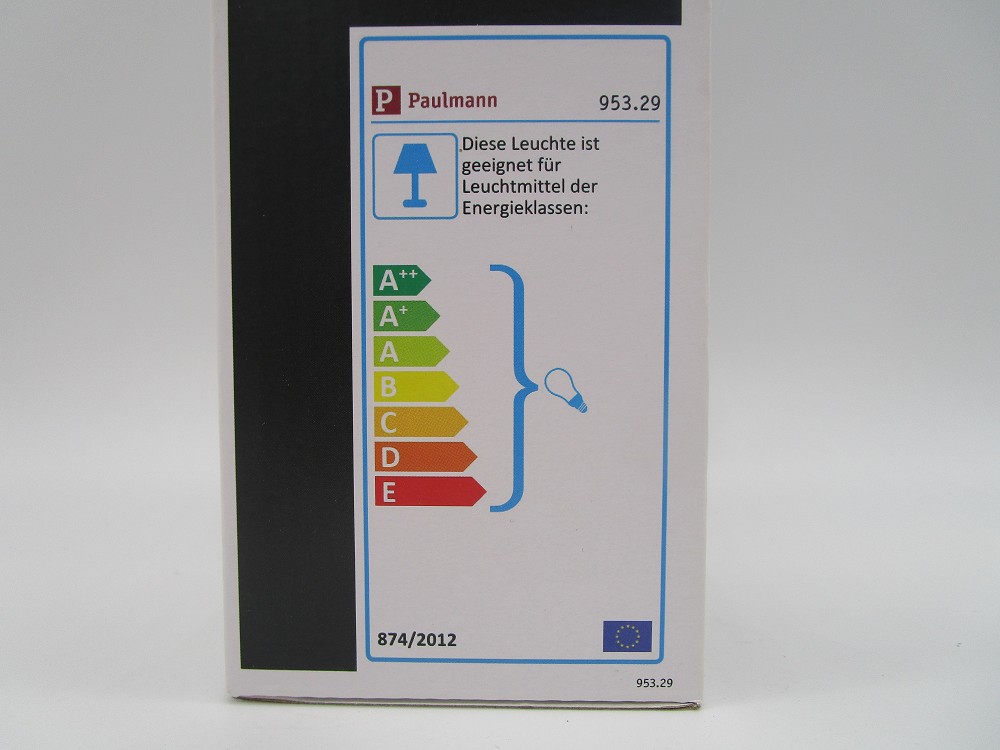 P Paulmann 953.29
Diese Leuchte ist
geeignet für
Leuchtmittel der
Energieklassen:
A++
A+
A
B
C
D
E
874/2012
953.29